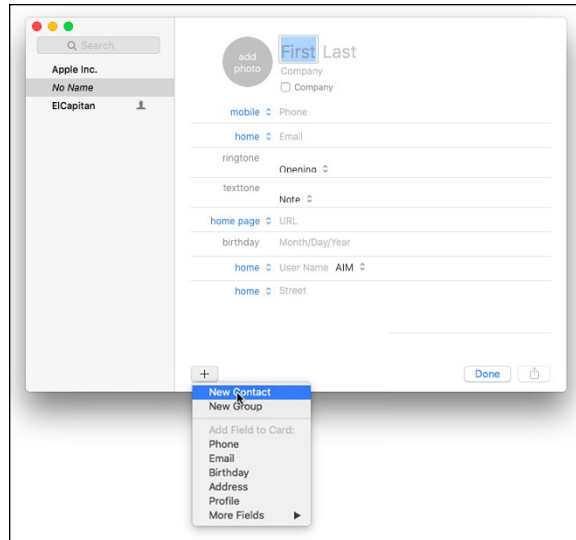 Search
Apple Inc.
No Name
ElCapitan
add
photo
First Last
Company
Company
mobile Phone
home Email
ringtone
Opening
texttone
Note
home page URL
birthday Month/Day/Year
home User Name AIM
home Street
+
Done
New Contact
New Group
Add Field to Card:
Phone
Email
Birthday
Address
Profile
More Fields